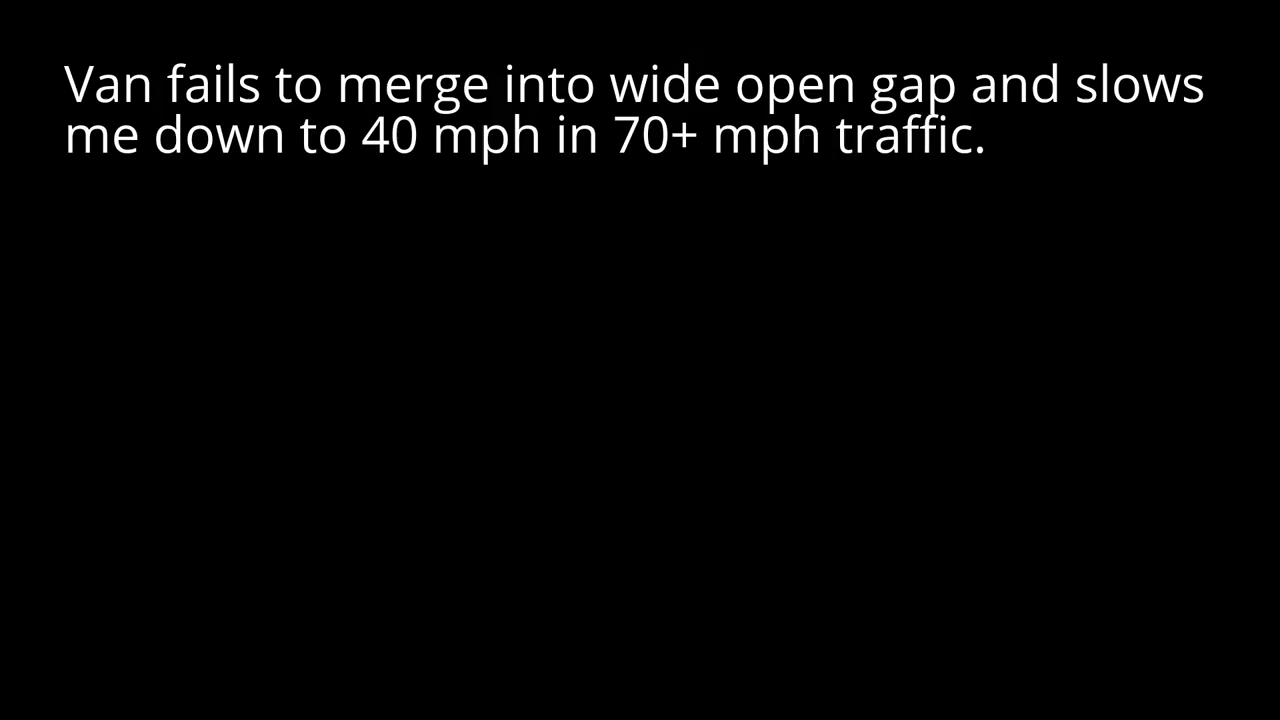 Van fails to merge into wide open gap and slows
me down to 40 mph in 70+ mph traffic.